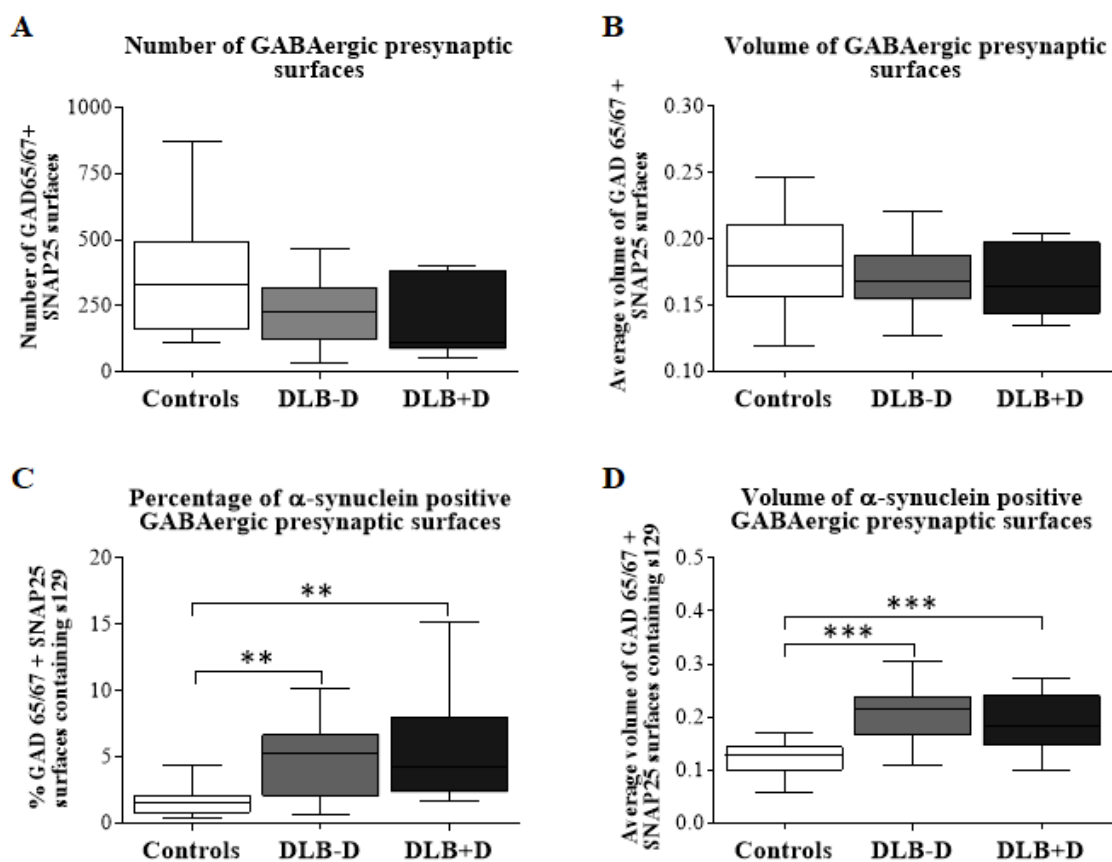 A
Number of GABAergic presynaptic
surfaces
Number of GAD65/67+
SNAP25 surfaces
1000
750
500
250
0
Controls
DLB-D
DLB+D
B
Volume of GABAergic presynaptic
surfaces
Average volume of GAD 65/67 +
SNAP25 surfaces
0.30
0.25
0.20
0.15
0.10
Controls
DLB-D
DLB+D
C
Percentage of α-synuclein positive
GABAergic presynaptic surfaces
% GAD 65/67 + SNAP25
surfaces containing s129
20
15
10
5
0
**
**
Controls
DLB-D
DLB+D
D
Volume of α-synuclein positive
GABAergic presynaptic surfaces
Average volume of GAD 65/67 +
SNAP25 surfaces containing s129
0.5
0.4
0.3
0.2
0.1
0.0
***
***
Controls
DLB-D
DLB+D